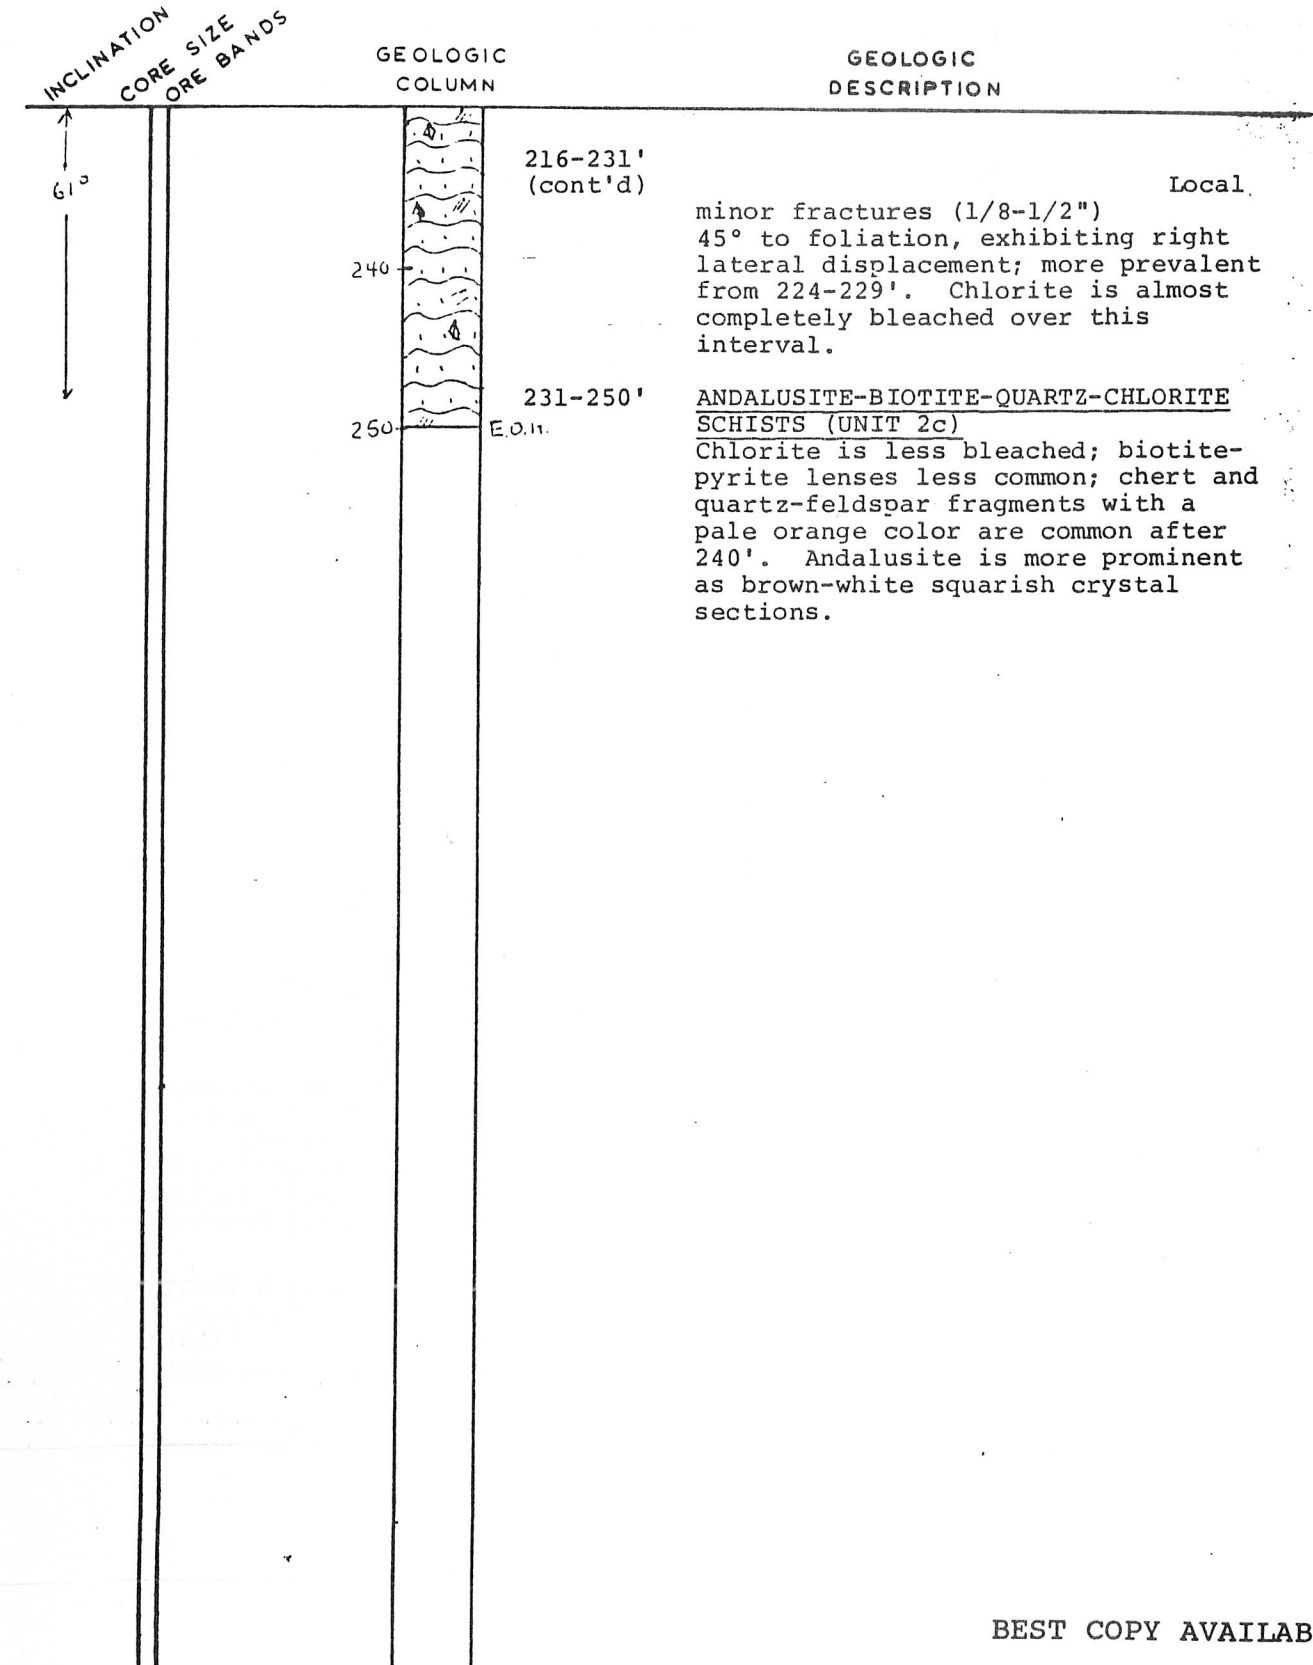 INCLINATION
CORE SIZE
ORE BANDS
GEOLOGIC
COLUMN
GEOLOGIC
DESCRIPTION
61°
216-231'
(cont'd)
Local
minor fractures (1/8-1/2")
45° to foliation, exhibiting right
lateral displacement; more prevalent
from 224-229'. Chlorite is almost
completely bleached over this
interval.
240
231-250'
ANDALUSITE-BIOTITE-QUARTZ-CHLORITE
SCHISTS (UNIT 2c)
250
E.O.H.
Chlorite is less bleached; biotite-
pyrite lenses less common; chert and
quartz-feldspar fragments with a
pale orange color are common after
240'. Andalusite is more prominent
as brown-white squarish crystal
sections.
BEST COPY AVAILAB